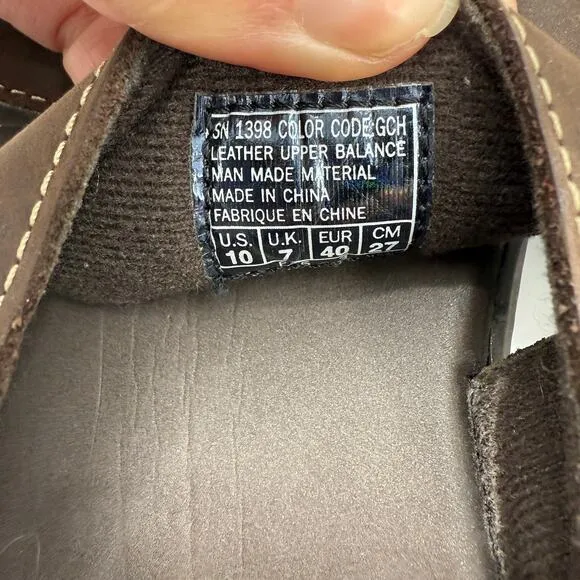 SN 1398 COLOR CODE:GCH
LEATHER UPPER BALANCE
MAN MADE MATERIAL
MADE IN CHINA
FABRIQUE EN CHINE
U.S. U.K. EUR CM
10 7 40 27